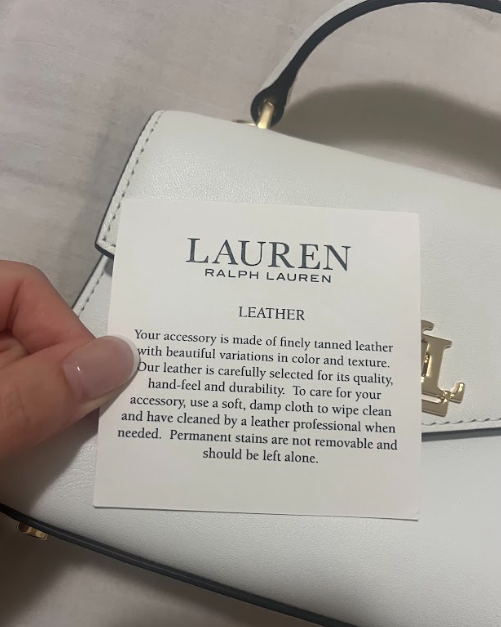 LAUREN
RALPH LAUREN
LEATHER
Your accessory is made of finely tanned leather
with beautiful variations in color and texture.
Our leather is carefully selected for its quality,
hand-feel and durability. To care for your
accessory, use a soft, damp cloth to wipe clean
and have cleaned by a leather professional when
needed. Permanent stains are not removable and
should be left alone.